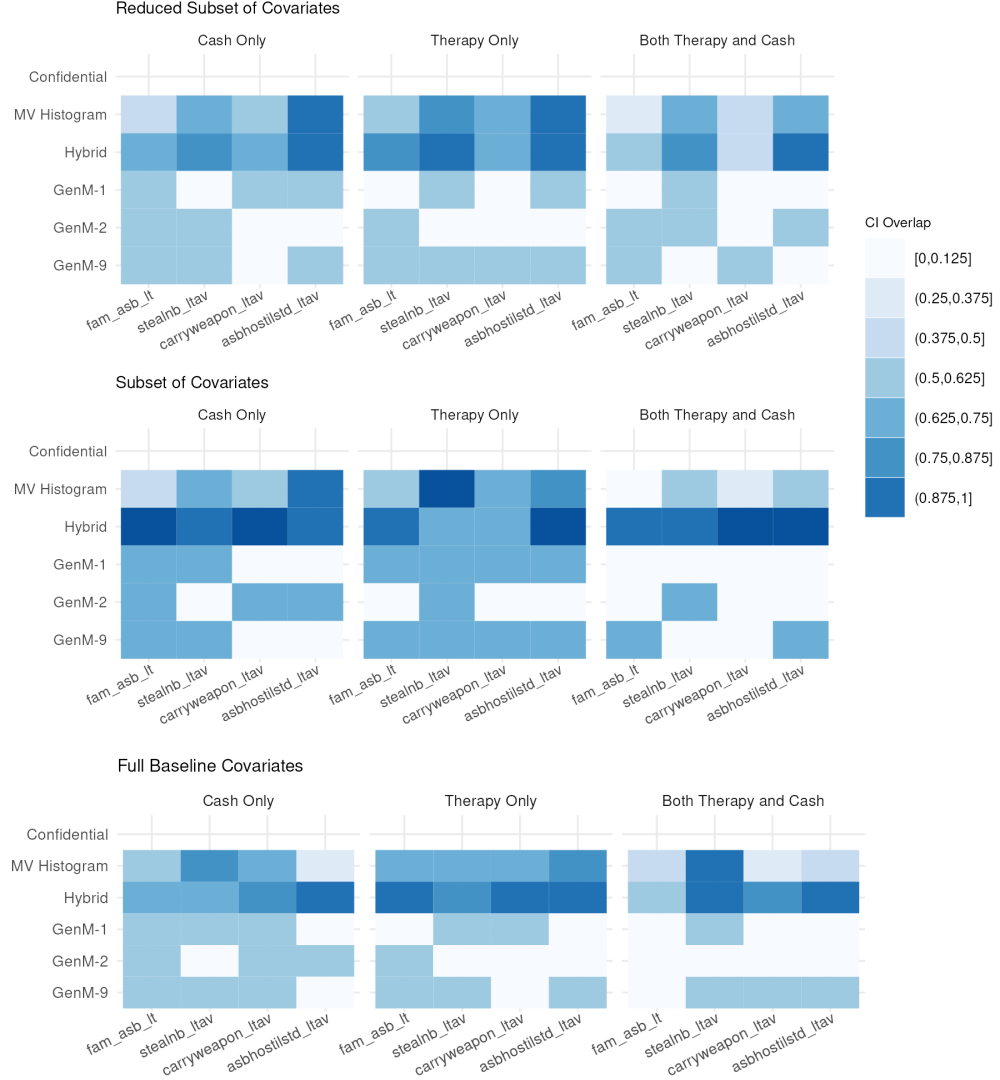 Reduced Subset of Covariates
Cash Only
Therapy Only
Both Therapy and Cash
Confidential
MV Histogram
Hybrid
GenM-1
GenM-2
GenM-9
fam_asb_lt
stealnb_ltav
carryweapon_ltav
asbhostilstd_ltav
fam_asb_lt
stealnb_ltav
carryweapon_ltav
asbhostilstd_ltav
fam_asb_lt
stealnb_ltav
carryweapon_ltav
asbhostilstd_ltav
CI Overlap
[0,0.125]
(0.25,0.375]
(0.375,0.5]
(0.5,0.625]
(0.625,0.75]
(0.75,0.875]
(0.875,1]
Subset of Covariates
Cash Only
Therapy Only
Both Therapy and Cash
Confidential
MV Histogram
Hybrid
GenM-1
GenM-2
GenM-9
fam_asb_lt
stealnb_ltav
carryweapon_ltav
asbhostilstd_ltav
fam_asb_lt
stealnb_ltav
carryweapon_ltav
asbhostilstd_ltav
fam_asb_lt
stealnb_ltav
carryweapon_ltav
asbhostilstd_ltav
Full Baseline Covariates
Cash Only
Therapy Only
Both Therapy and Cash
Confidential
MV Histogram
Hybrid
GenM-1
GenM-2
GenM-9
fam_asb_lt
stealnb_ltav
carryweapon_ltav
asbhostilstd_ltav
fam_asb_lt
stealnb_ltav
carryweapon_ltav
asbhostilstd_ltav
fam_asb_lt
stealnb_ltav
carryweapon_ltav
asbhostilstd_ltav